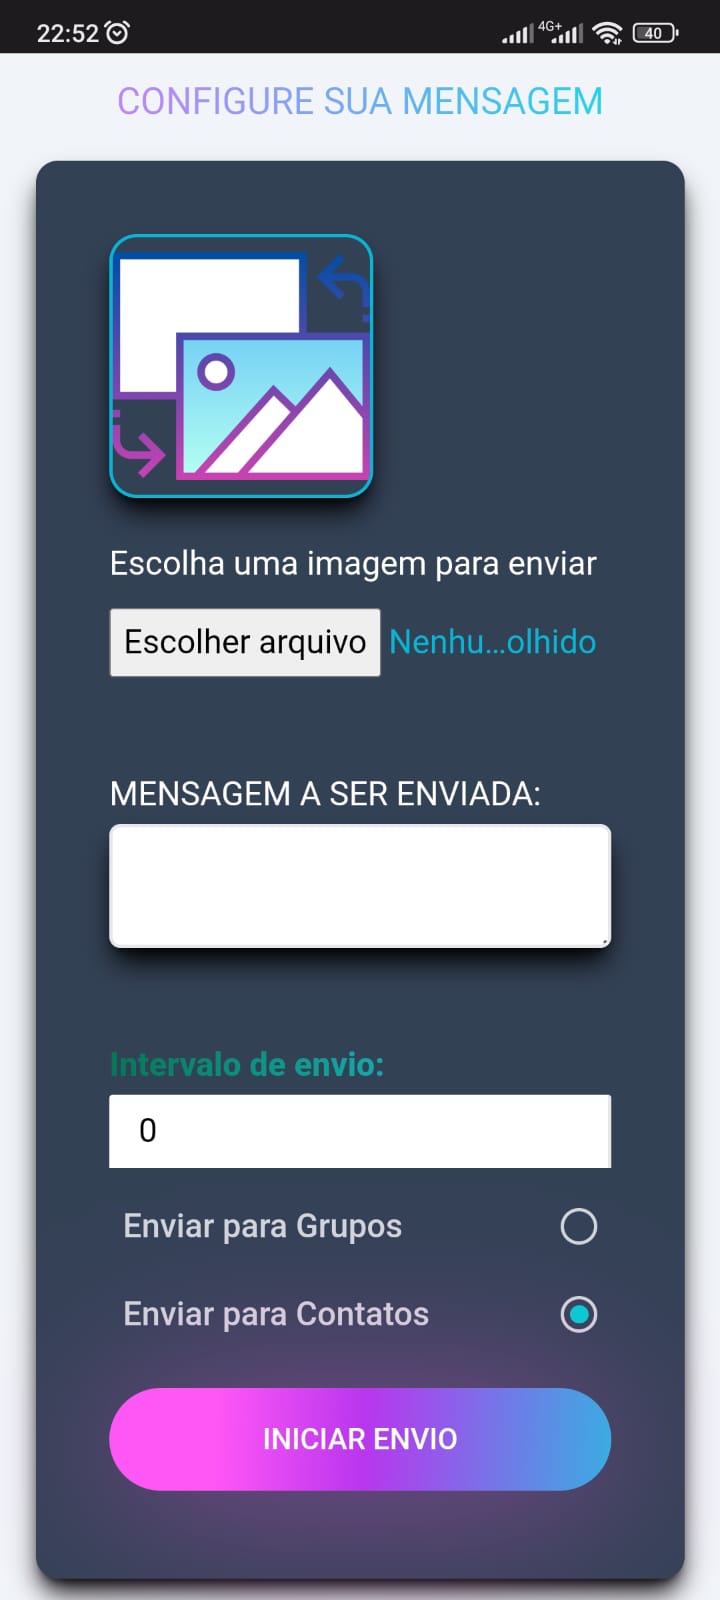 22:52 4G+ 40
CONFIGURE SUA MENSAGEM
Escolha uma imagem para enviar
Escolher arquivo Nenhu...olhido
MENSAGEM A SER ENVIADA:
Intervalo de envio:
0
Enviar para Grupos
Enviar para Contatos
INICIAR ENVIO